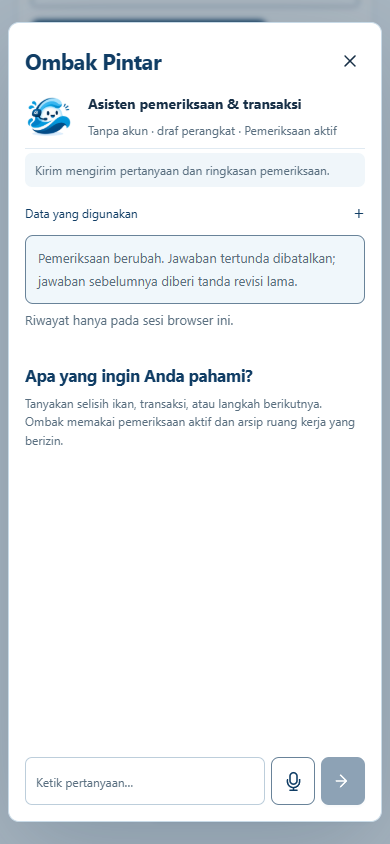 Ombak Pintar
Asisten pemeriksaan & transaksi
Tanpa akun · draf perangkat · Pemeriksaan aktif
Kirim mengirim pertanyaan dan ringkasan pemeriksaan.
Data yang digunakan
Pemeriksaan berubah. Jawaban tertunda dibatalkan;
jawaban sebelumnya diberi tanda revisi lama.
Riwayat hanya pada sesi browser ini.
Apa yang ingin Anda pahami?
Tanyakan selisih ikan, transaksi, atau langkah berikutnya.
Ombak memakai pemeriksaan aktif dan arsip ruang kerja yang
berizin.
Ketik pertanyaan...